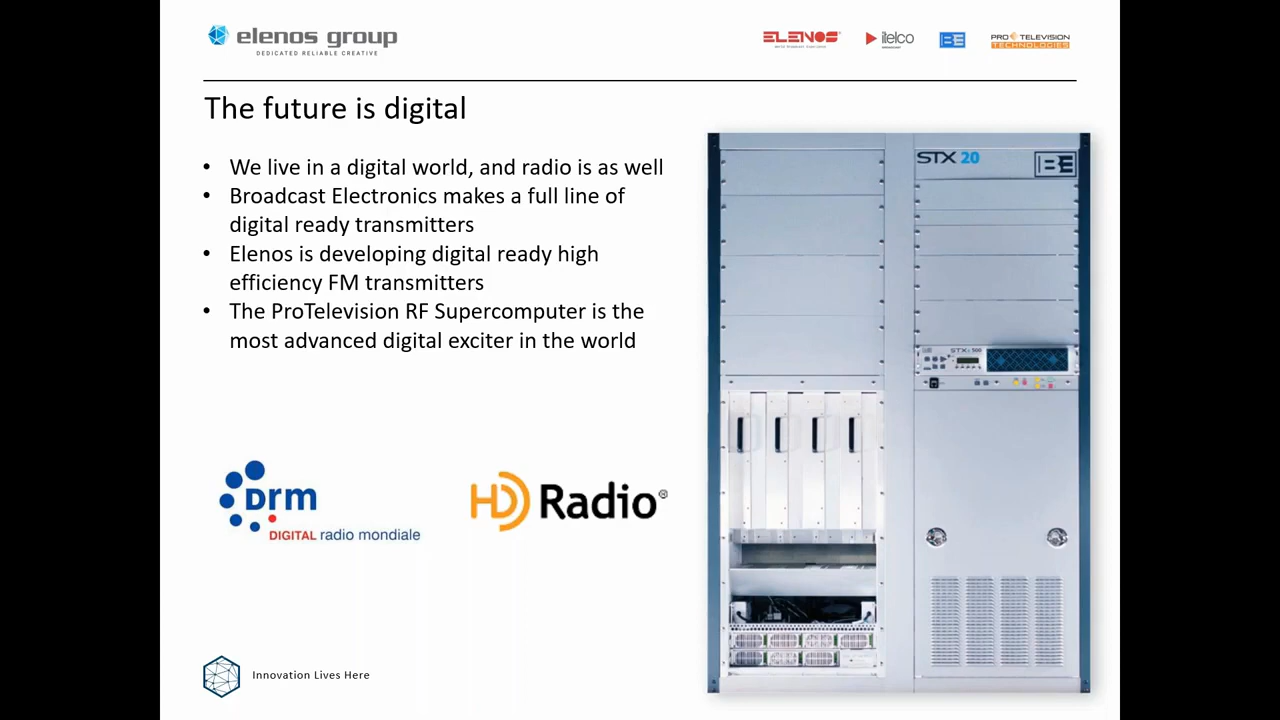 elenos group
DEDICATED RELIABLE CREATIVE
ELENOS
itelco
BROADCAST
BE
PRO TELEVISION
TECHNOLOGIES
The future is digital
• We live in a digital world, and radio is as well
• Broadcast Electronics makes a full line of
digital ready transmitters
• Elenos is developing digital ready high
efficiency FM transmitters
• The ProTelevision RF Supercomputer is the
most advanced digital exciter in the world
STX 20
BE
Drm
DIGITAL radio mondiale
HD Radio®
Innovation Lives Here